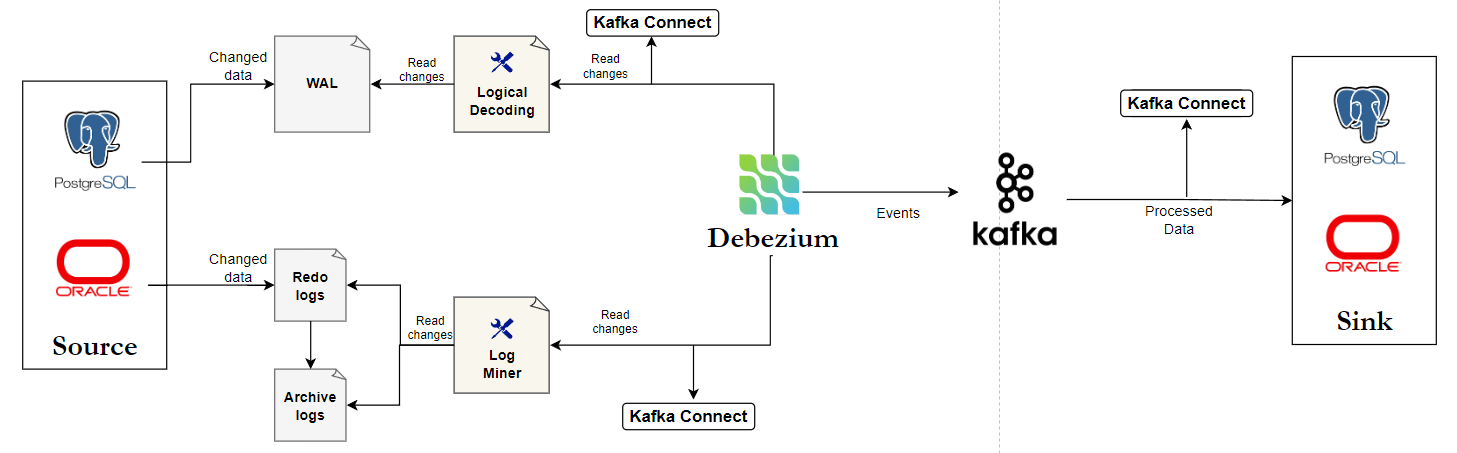 Kafka Connect
Changed
data
WAL
Read
changes
Logical
Decoding
Read
changes
PostgreSQL
Debezium
Events
kafka
Kafka Connect
Processed
Data
PostgreSQL
ORACLE
Sink
ORACLE
Source
Changed
data
Redo
logs
Archive
logs
Read
changes
Log
Miner
Read
changes
Kafka Connect